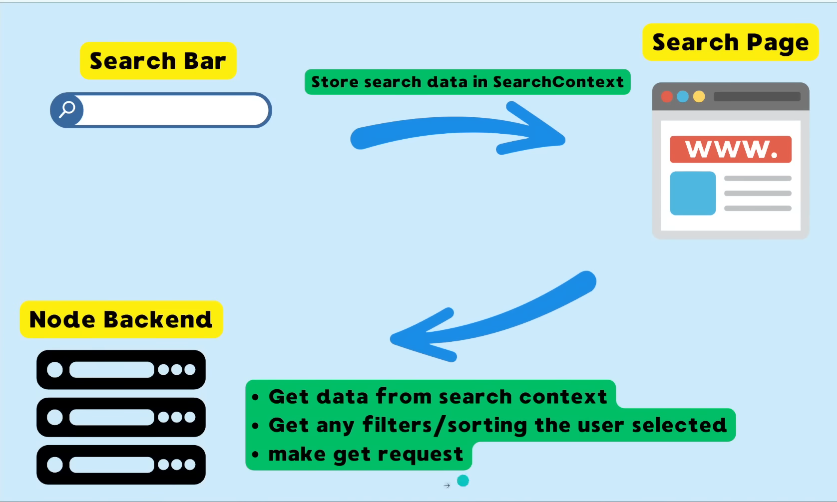 Search Bar
Search Page
Store search data in SearchContext
www.
Node Backend
• Get data from search context
• Get any filters/sorting the user selected
• make get request
→